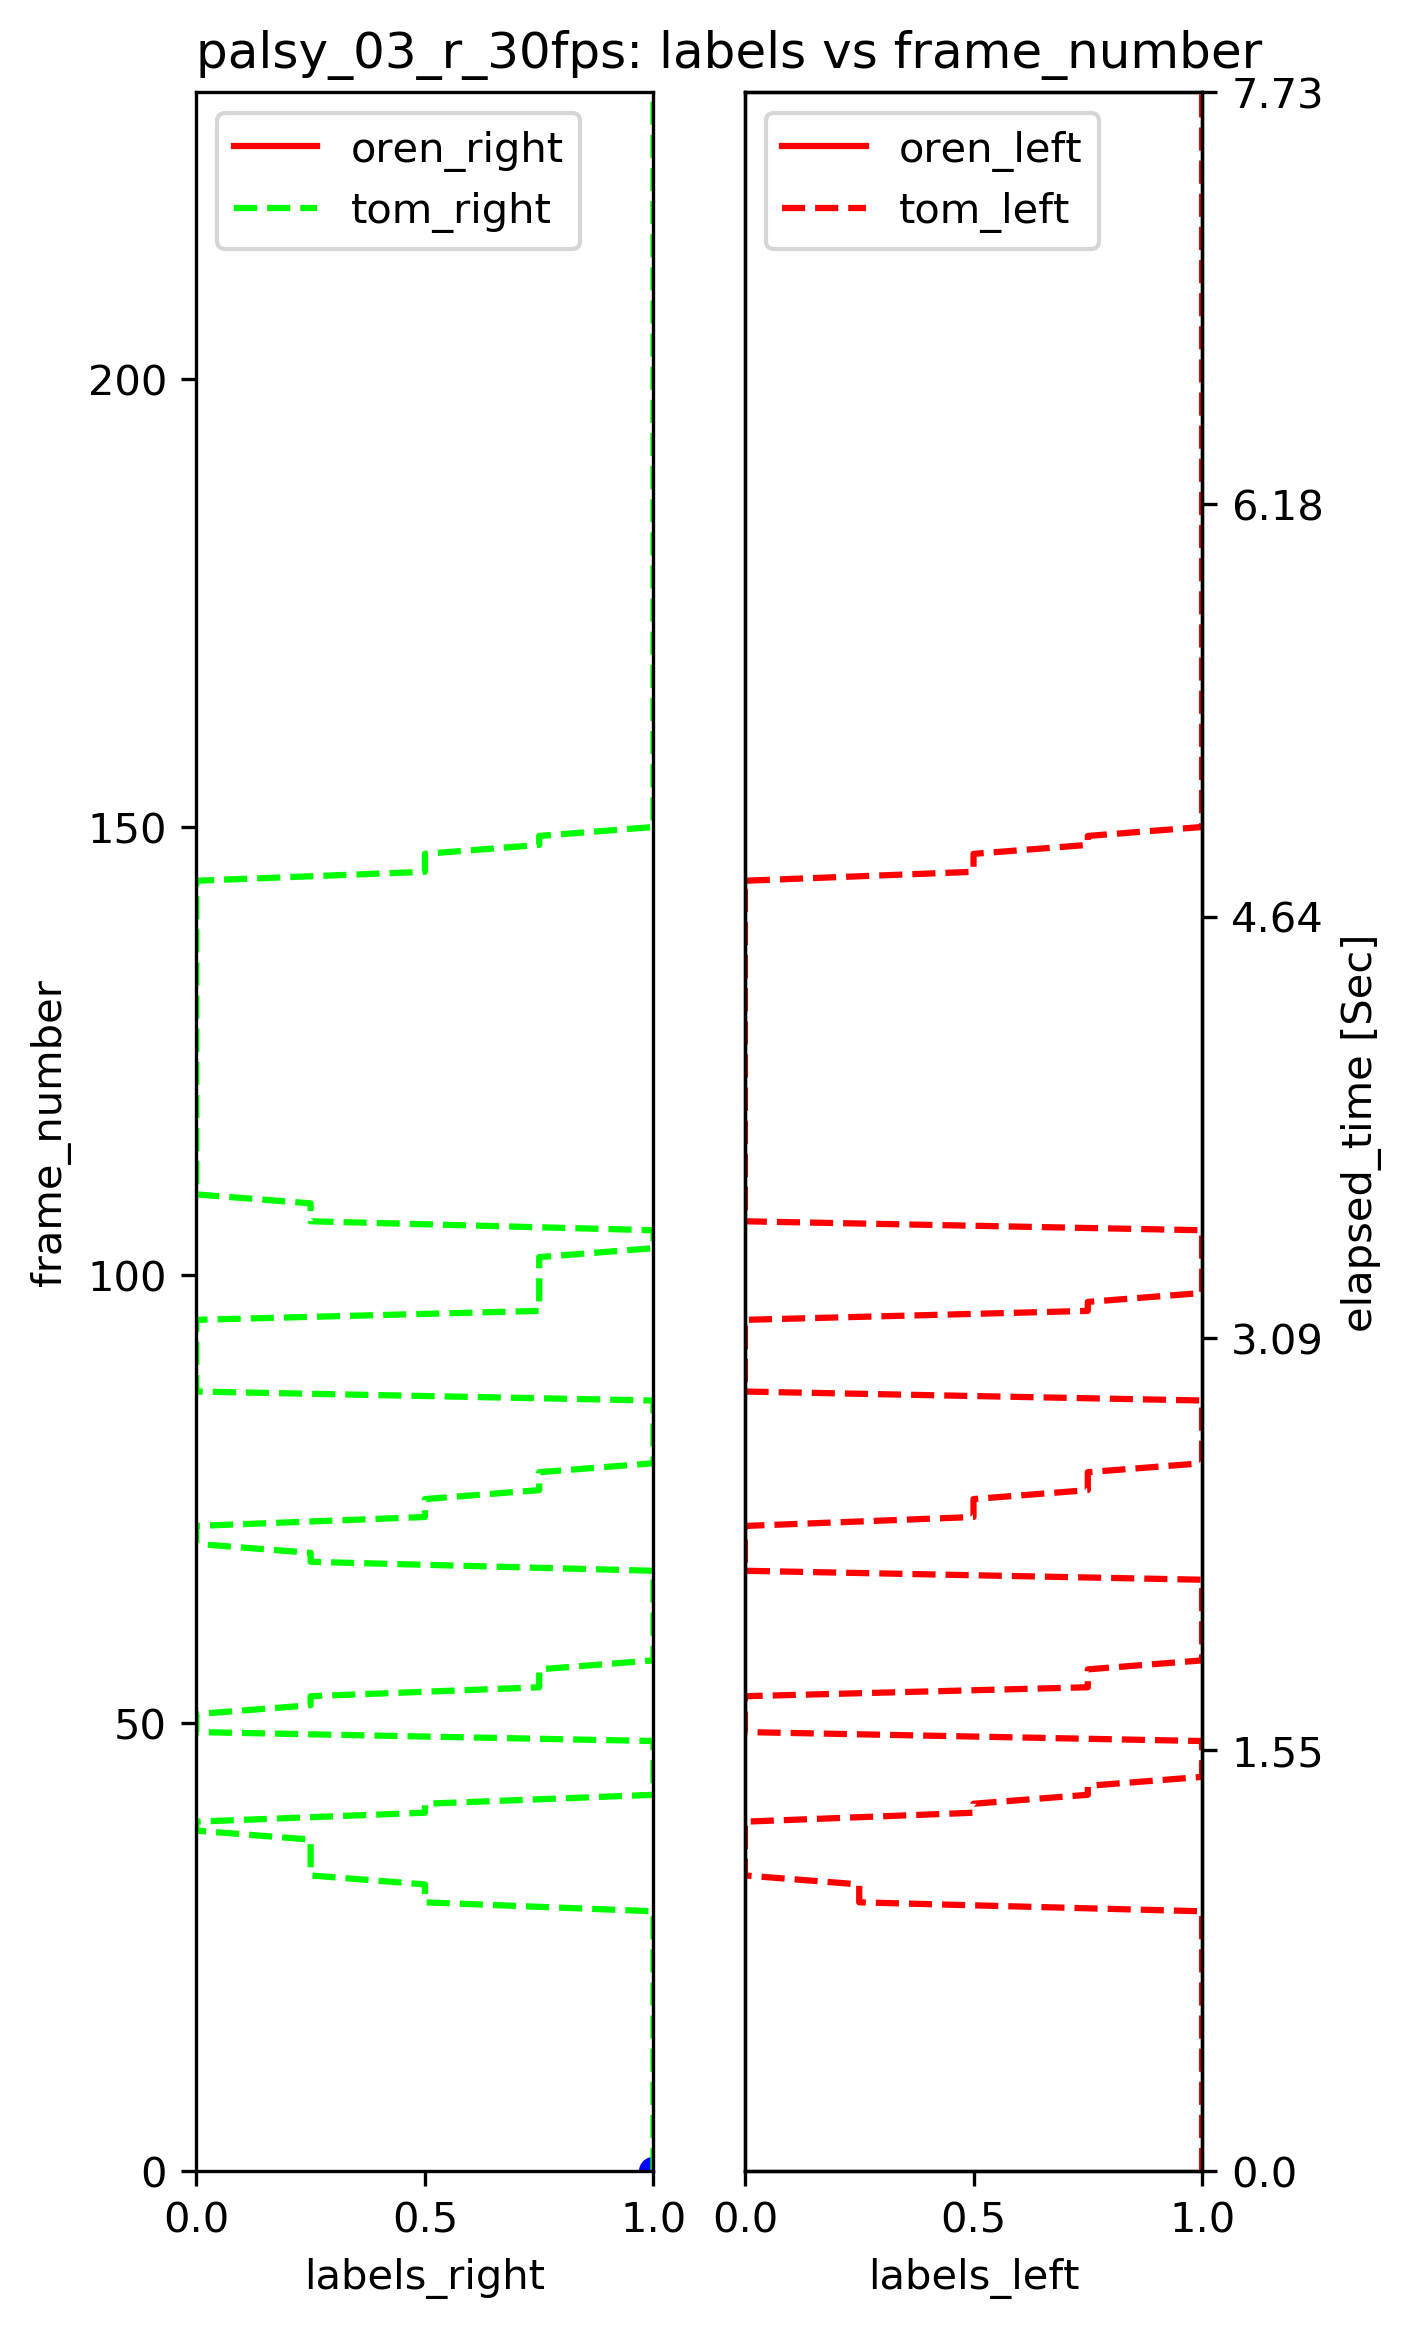 palsy_03_r_30fps: labels vs frame_number
oren_right
tom_right
oren_left
tom_left
frame_number
200
150
100
50
0
0.0 0.5 1.0
labels_right
0.0 0.5 1.0
labels_left
7.73
6.18
4.64
3.09
1.55
0.0
elapsed_time [Sec]